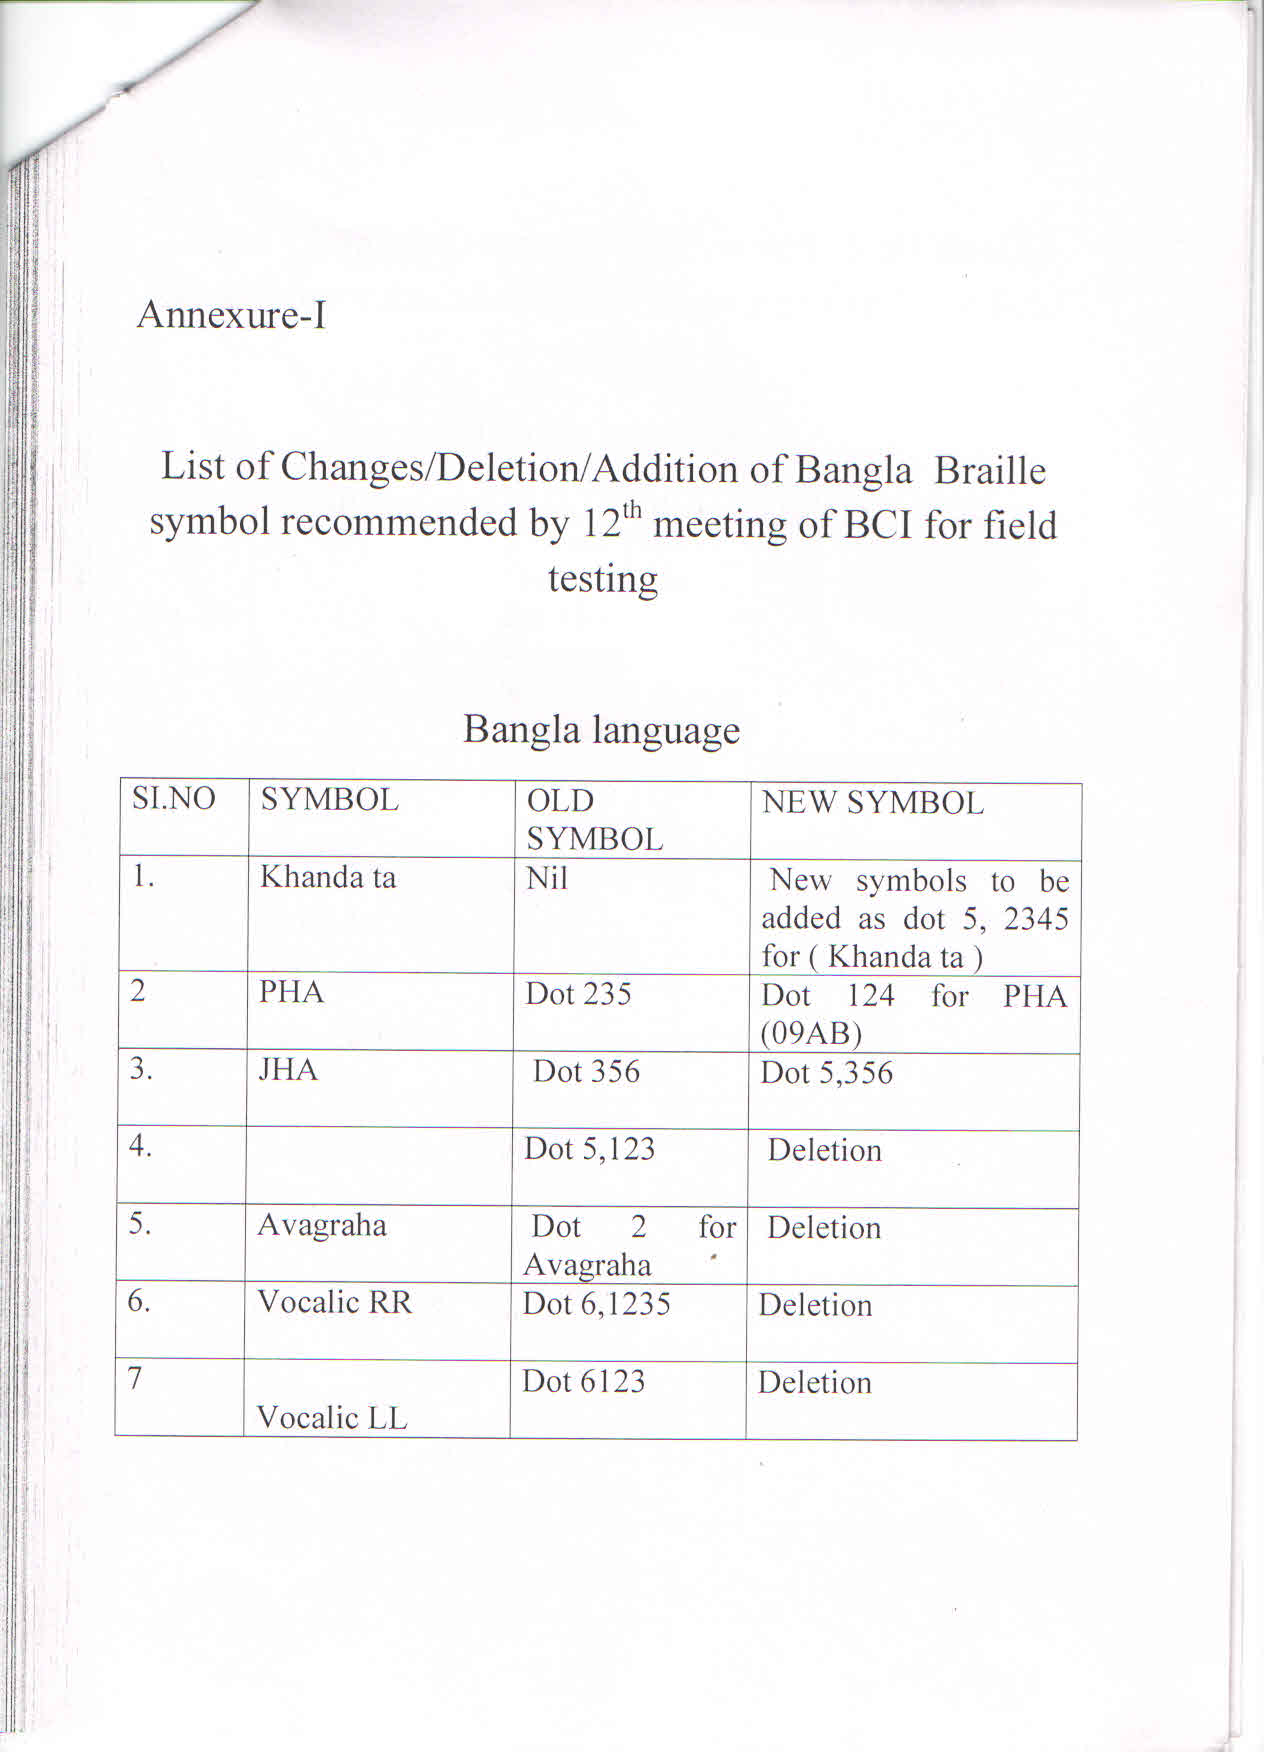 Annexure-I
List of Changes/Deletion/Addition of Bangla Braille
symbol recommended by 12th meeting of BCI for field
testing
Bangla language
SI.NO SYMBOL OLD SYMBOL NEW SYMBOL
1. Khanda ta Nil New symbols to be
added as dot 5, 2345
for ( Khanda ta )
2 PHA Dot 235 Dot 124 for PHA
(09AB)
3. JHA Dot 356 Dot 5,356
4. Dot 5,123 Deletion
5. Avagraha Dot 2 for Deletion
Avagraha
6. Vocalic RR Dot 6,1235 Deletion
7 Dot 6123 Deletion
Vocalic LL